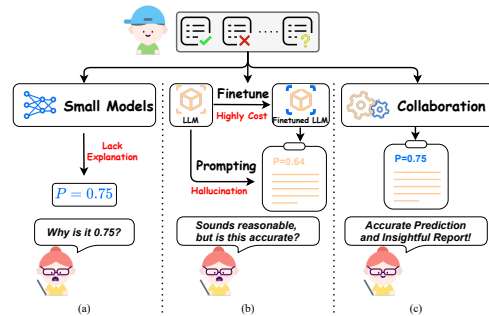 ?
Small Models
Lack
Explanation
P = 0.75
Why is it 0.75?
(a)
LLM
Finetune
Highly Cost
Finetuned LLM
Prompting
Hallucination
P=0.64
Sounds reasonable,
but is this accurate?
(b)
Collaboration
P=0.75
Accurate Prediction
and Insightful Report!
(c)